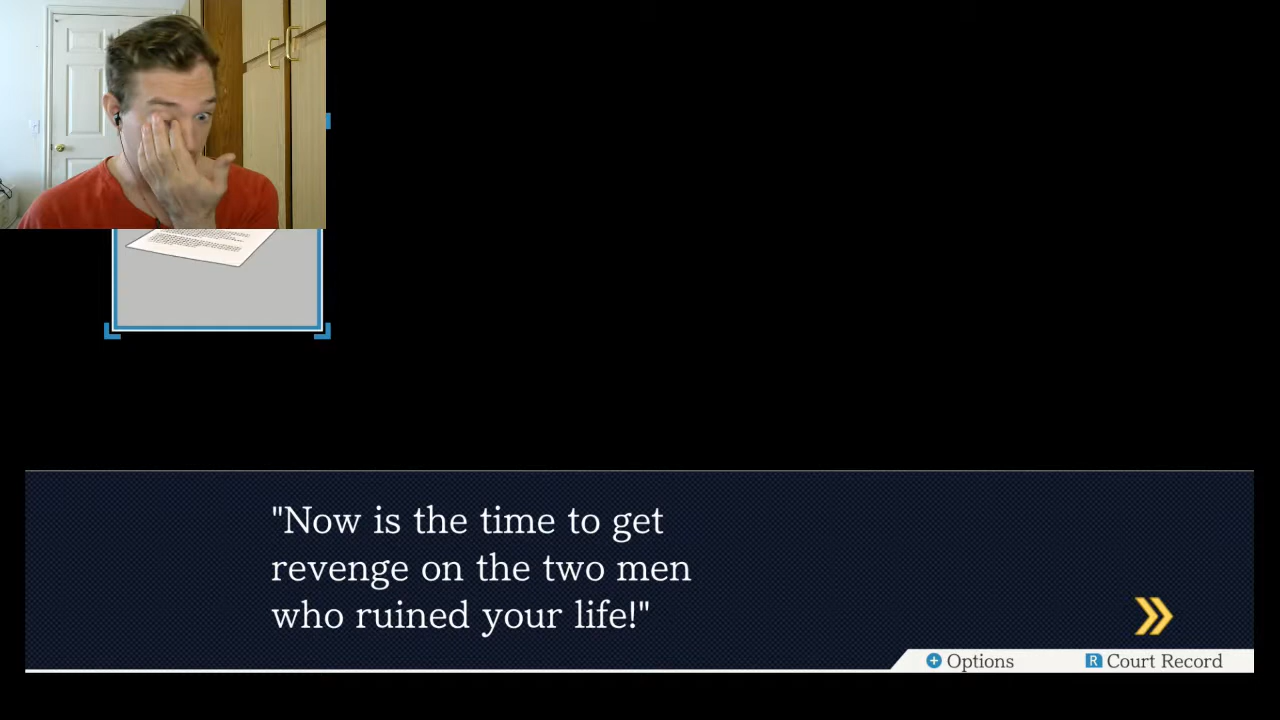 "Now is the time to get
revenge on the two men
who ruined your life!"
Options
R Court Record